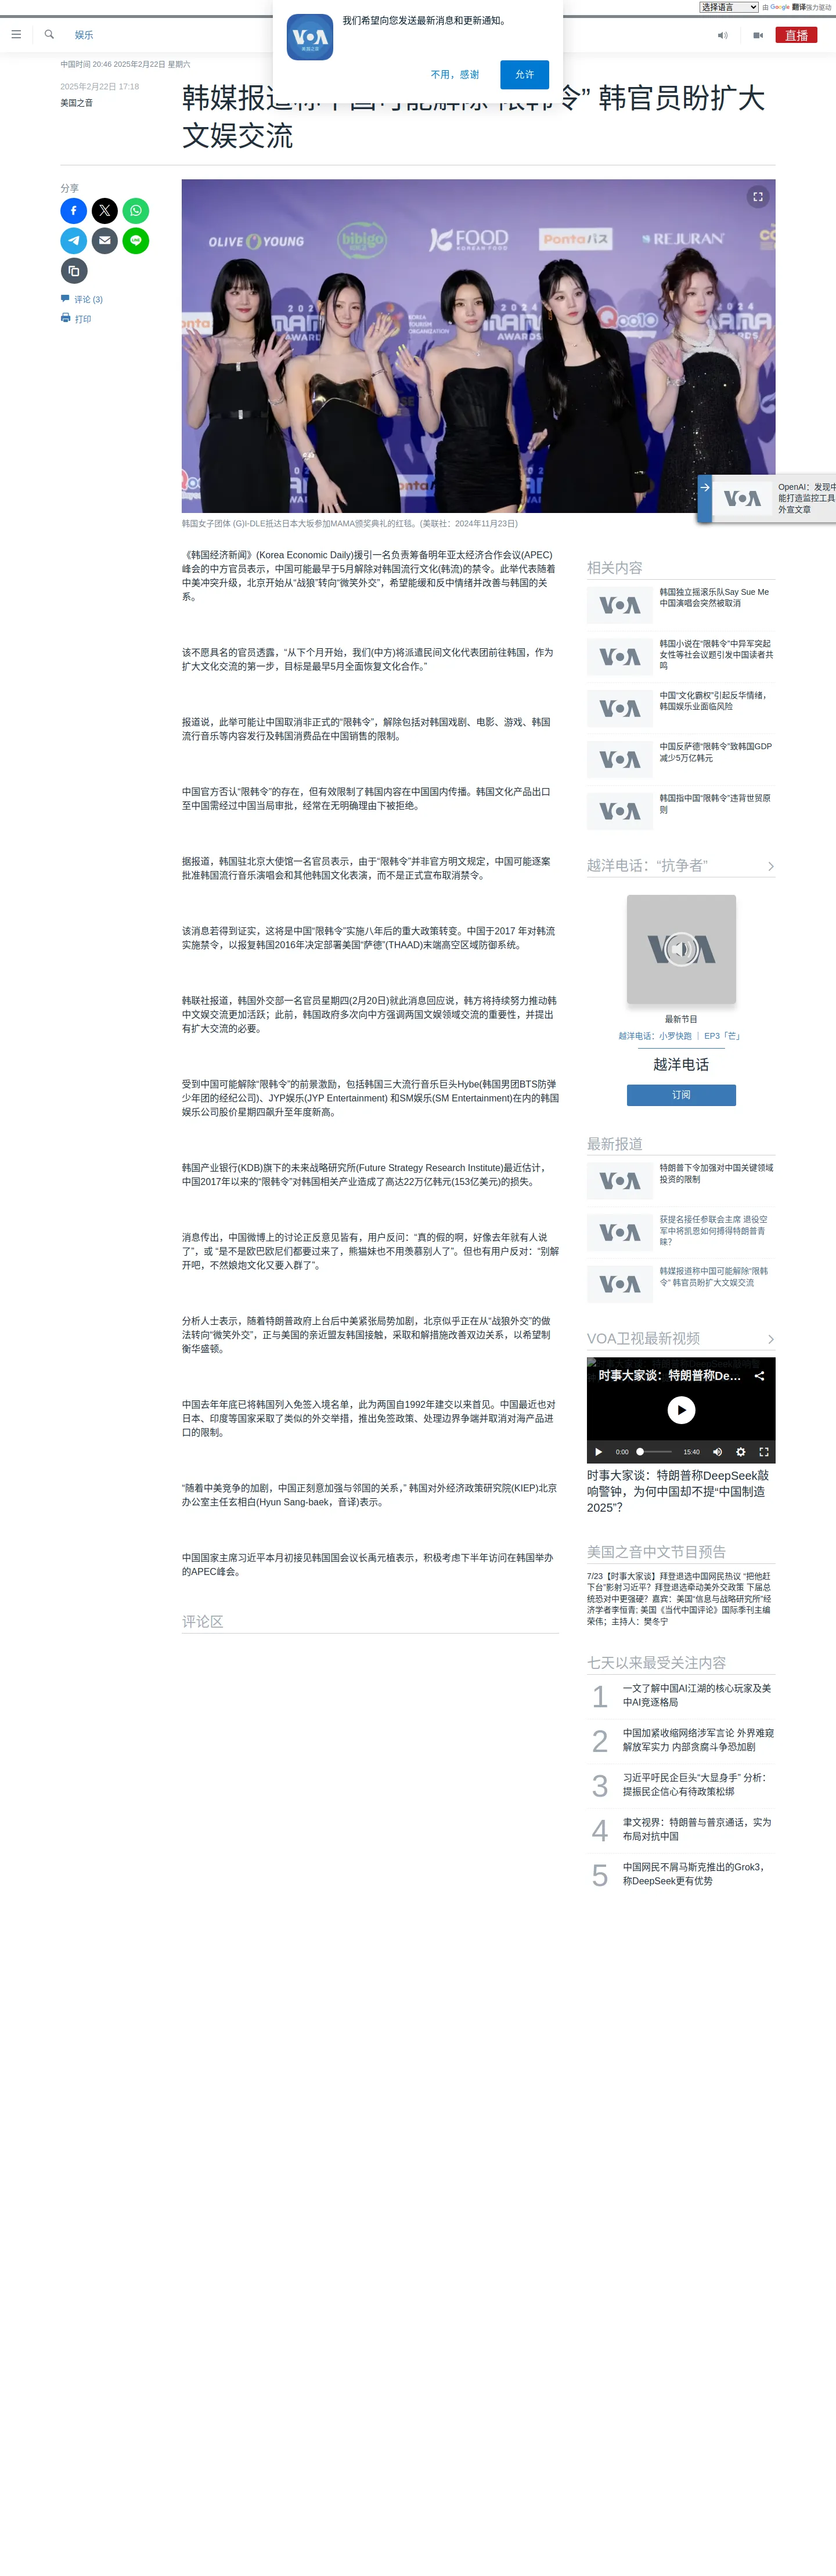 选择语言 由 Google 翻译强力驱动
我们希望向您发送最新消息和更新通知。
不用，感谢
允许
娱乐
直播
中国时间 20:46 2025年2月22日 星期六
2025年2月22日 17:18
美国之音
文娱交流
分享
评论 (3)
打印
OLIVE YOUNG
bibigo
K FOOD
Pontaパス
REJURAN
2024
MAMA
AWARDS
KOREA TOURISM ORGANIZATION
Qoo10
韩国女子团体 (G)I-DLE抵达日本大坂参加MAMA颁奖典礼的红毯。(美联社：2024年11月23日)
OpenAI：发现中
能打造监控工具
外宣文章
《韩国经济新闻》(Korea Economic Daily)援引一名负责筹备明年亚太经济合作会议(APEC)
峰会的中方官员表示，中国可能最早于5月解除对韩国流行文化(韩流)的禁令。此举代表随着
中美冲突升级，北京开始从“战狼”转向“微笑外交”，希望能缓和反中情绪并改善与韩国的关
系。
该不愿具名的官员透露，“从下个月开始，我们(中方)将派遣民间文化代表团前往韩国，作为
扩大文化交流的第一步，目标是最早5月全面恢复文化合作。”
报道说，此举可能让中国取消非正式的“限韩令”，解除包括对韩国戏剧、电影、游戏、韩国
流行音乐等内容发行及韩国消费品在中国销售的限制。
中国官方否认“限韩令”的存在，但有效限制了韩国内容在中国国内传播。韩国文化产品出口
至中国需经过中国当局审批，经常在无明确理由下被拒绝。
据报道，韩国驻北京大使馆一名官员表示，由于“限韩令”并非官方明文规定，中国可能逐案
批准韩国流行音乐演唱会和其他韩国文化表演，而不是正式宣布取消禁令。
该消息若得到证实，这将是中国“限韩令”实施八年后的重大政策转变。中国于2017 年对韩流
实施禁令，以报复韩国2016年决定部署美国“萨德”(THAAD)末端高空区域防御系统。
韩联社报道，韩国外交部一名官员星期四(2月20日)就此消息回应说，韩方将持续努力推动韩
中文娱交流更加活跃；此前，韩国政府多次向中方强调两国文娱领域交流的重要性，并提出
有扩大交流的必要。
受到中国可能解除“限韩令”的前景激励，包括韩国三大流行音乐巨头Hybe(韩国男团BTS防弹
少年团的经纪公司)、JYP娱乐(JYP Entertainment) 和SM娱乐(SM Entertainment)在内的韩国
娱乐公司股价星期四飙升至年度新高。
韩国产业银行(KDB)旗下的未来战略研究所(Future Strategy Research Institute)最近估计，
中国2017年以来的“限韩令”对韩国相关产业造成了高达22万亿韩元(153亿美元)的损失。
消息传出，中国微博上的讨论正反意见皆有，用户反问：“真的假的啊，好像去年就有人说
了”，或 “是不是欧巴欧尼们都要过来了，熊猫妹也不用羡慕别人了”。但也有用户反对：“别解
开吧，不然娘炮文化又要入群了”。
分析人士表示，随着特朗普政府上台后中美紧张局势加剧，北京似乎正在从“战狼外交”的做
法转向“微笑外交”，正与美国的亲近盟友韩国接触，采取和解措施改善双边关系，以希望制
衡华盛顿。
中国去年年底已将韩国列入免签入境名单，此为两国自1992年建交以来首见。中国最近也对
日本、印度等国家采取了类似的外交举措，推出免签政策、处理边界争端并取消对海产品进
口的限制。
“随着中美竞争的加剧，中国正刻意加强与邻国的关系，” 韩国对外经济政策研究院(KIEP)北京
办公室主任玄相白(Hyun Sang-baek，音译)表示。
中国国家主席习近平本月初接见韩国国会议长禹元植表示，积极考虑下半年访问在韩国举办
的APEC峰会。
评论区
相关内容
韩国独立摇滚乐队Say Sue Me
中国演唱会突然被取消
韩国小说在“限韩令”中异军突起
女性等社会议题引发中国读者共
鸣
中国“文化霸权”引起反华情绪，
韩国娱乐业面临风险
中国反萨德“限韩令”致韩国GDP
减少5万亿韩元
韩国指中国“限韩令”违背世贸原
则
越洋电话：“抗争者”
最新节目
越洋电话：小罗快跑 ｜ EP3「芒」
越洋电话
订阅
最新报道
特朗普下令加强对中国关键领域
投资的限制
获提名接任参联会主席 退役空
军中将凯恩如何搏得特朗普青
睐？
韩媒报道称中国可能解除“限韩
令” 韩官员盼扩大文娱交流
VOA卫视最新视频
时事大家谈：特朗普称De…
0:00
15:40
时事大家谈：特朗普称DeepSeek敲
响警钟，为何中国却不提“中国制造
2025”？
美国之音中文节目预告
7/23【时事大家谈】拜登退选中国网民热议 “把他赶
下台”影射习近平？拜登退选牵动美外交政策 下届总
统恐对中更强硬？嘉宾：美国“信息与战略研究所”经
济学者李恒青; 美国《当代中国评论》国际季刊主编
荣伟；主持人：樊冬宁
七天以来最受关注内容
1 一文了解中国AI江湖的核心玩家及美
中AI竞逐格局
2 中国加紧收缩网络涉军言论 外界难窥
解放军实力 内部贪腐斗争恐加剧
3 习近平吁民企巨头“大显身手” 分析：
提振民企信心有待政策松绑
4 聿文视界：特朗普与普京通话，实为
布局对抗中国
5 中国网民不屑马斯克推出的Grok3，
称DeepSeek更有优势